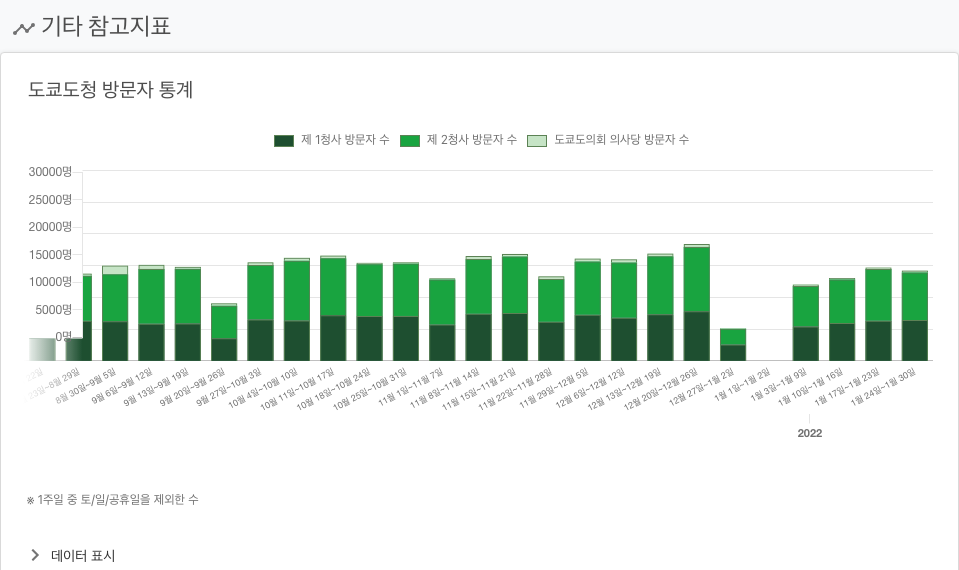 기타 참고지표
도쿄도청 방문자 통계
제 1청사 방문자 수 제 2청사 방문자 수 도쿄도의회 의사당 방문자 수
30000명
25000명
20000명
15000명
10000명
5000명
0명
8월 30일~9월 5일
9월 6일~9월 12일
9월 13일~9월 19일
9월 20일~9월 26일
9월 27일~10월 3일
10월 4일~10월 10일
10월 11일~10월 17일
10월 18일~10월 24일
10월 25일~10월 31일
11월 1일~11월 7일
11월 8일~11월 14일
11월 15일~11월 21일
11월 22일~11월 28일
11월 29일~12월 5일
12월 6일~12월 12일
12월 13일~12월 19일
12월 20일~12월 26일
12월 27일~1월 2일
1월 1일~1월 2일
1월 3일~1월 9일
1월 10일~1월 16일
1월 17일~1월 23일
1월 24일~1월 30일
2022
※ 1주일 중 토/일/공휴일을 제외한 수
데이터 표시